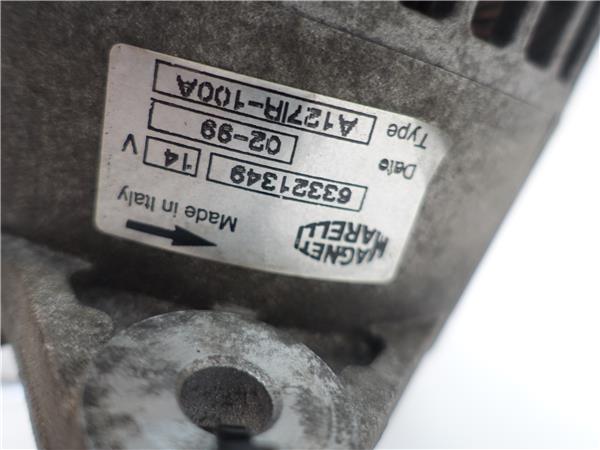 MAGNETI
MARELLI
Made in Italy
63321349 14 V
Date 02-99
Type A127IR-100A